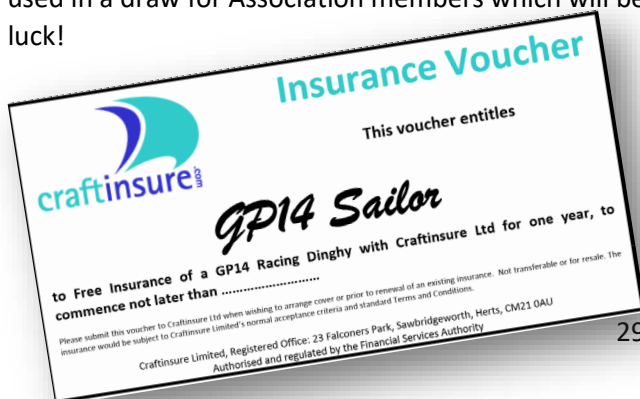 used in a draw for Association members which will be
luck!
Insurance Voucher
craftinsure.com
This voucher entitles
GP14 Sailor
to Free Insurance of a GP14 Racing Dinghy with Craftinsure Ltd for one year, to
commence not later than ............................
Please submit this voucher to Craftinsure Ltd when wishing to arrange cover or prior to renewal of an existing insurance. Not transferable or for resale. The
insurance would be subject to Craftinsure Limited's normal acceptance criteria and standard Terms and Conditions.
Craftinsure Limited, Registered Office: 23 Falconers Park, Sawbridgeworth, Herts, CM21 0AU
Authorised and regulated by the Financial Services Authority
29